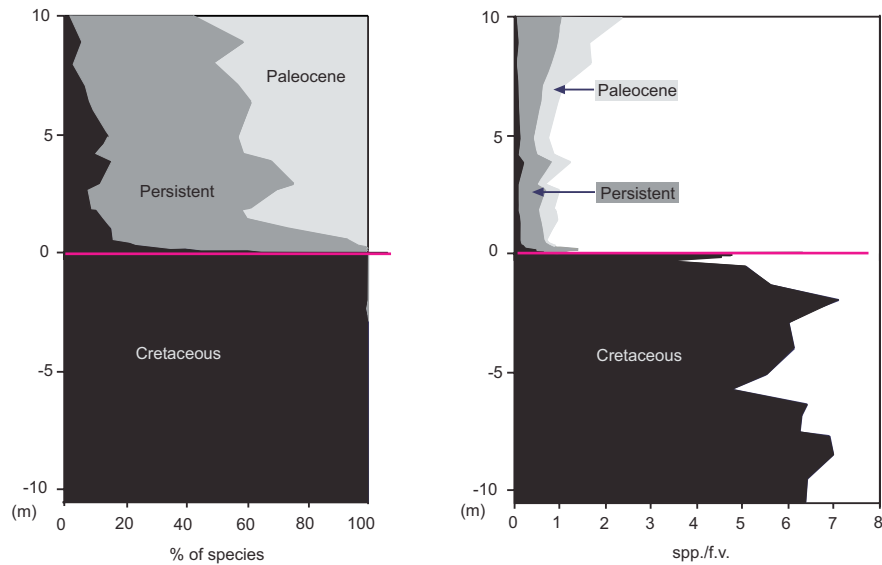 10
5
0
-5
-10
(m)
0
20
40
60
80
100
% of species
Paleocene
Persistent
Cretaceous
10
5
0
-5
-10
(m)
0
1
2
3
4
5
6
7
8
spp./f.v.
Paleocene
Persistent
Cretaceous